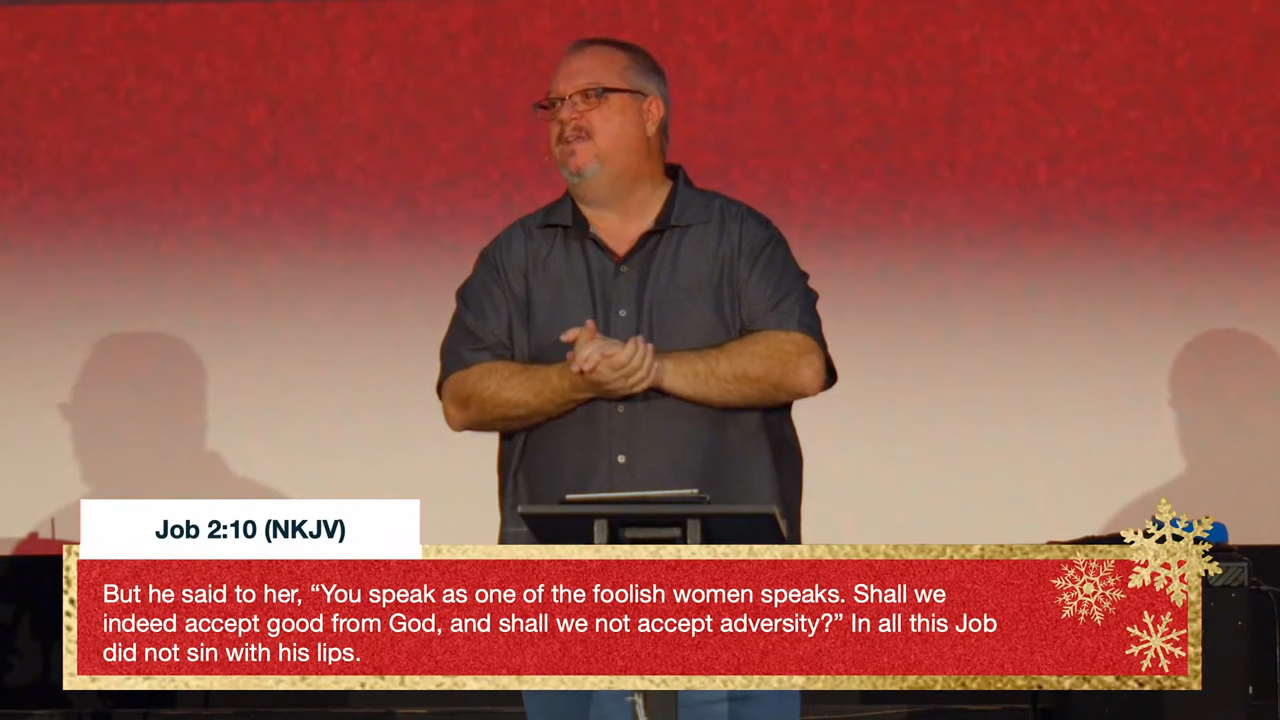 Job 2:10 (NKJV)
But he said to her, “You speak as one of the foolish women speaks. Shall we
indeed accept good from God, and shall we not accept adversity?” In all this Job
did not sin with his lips.